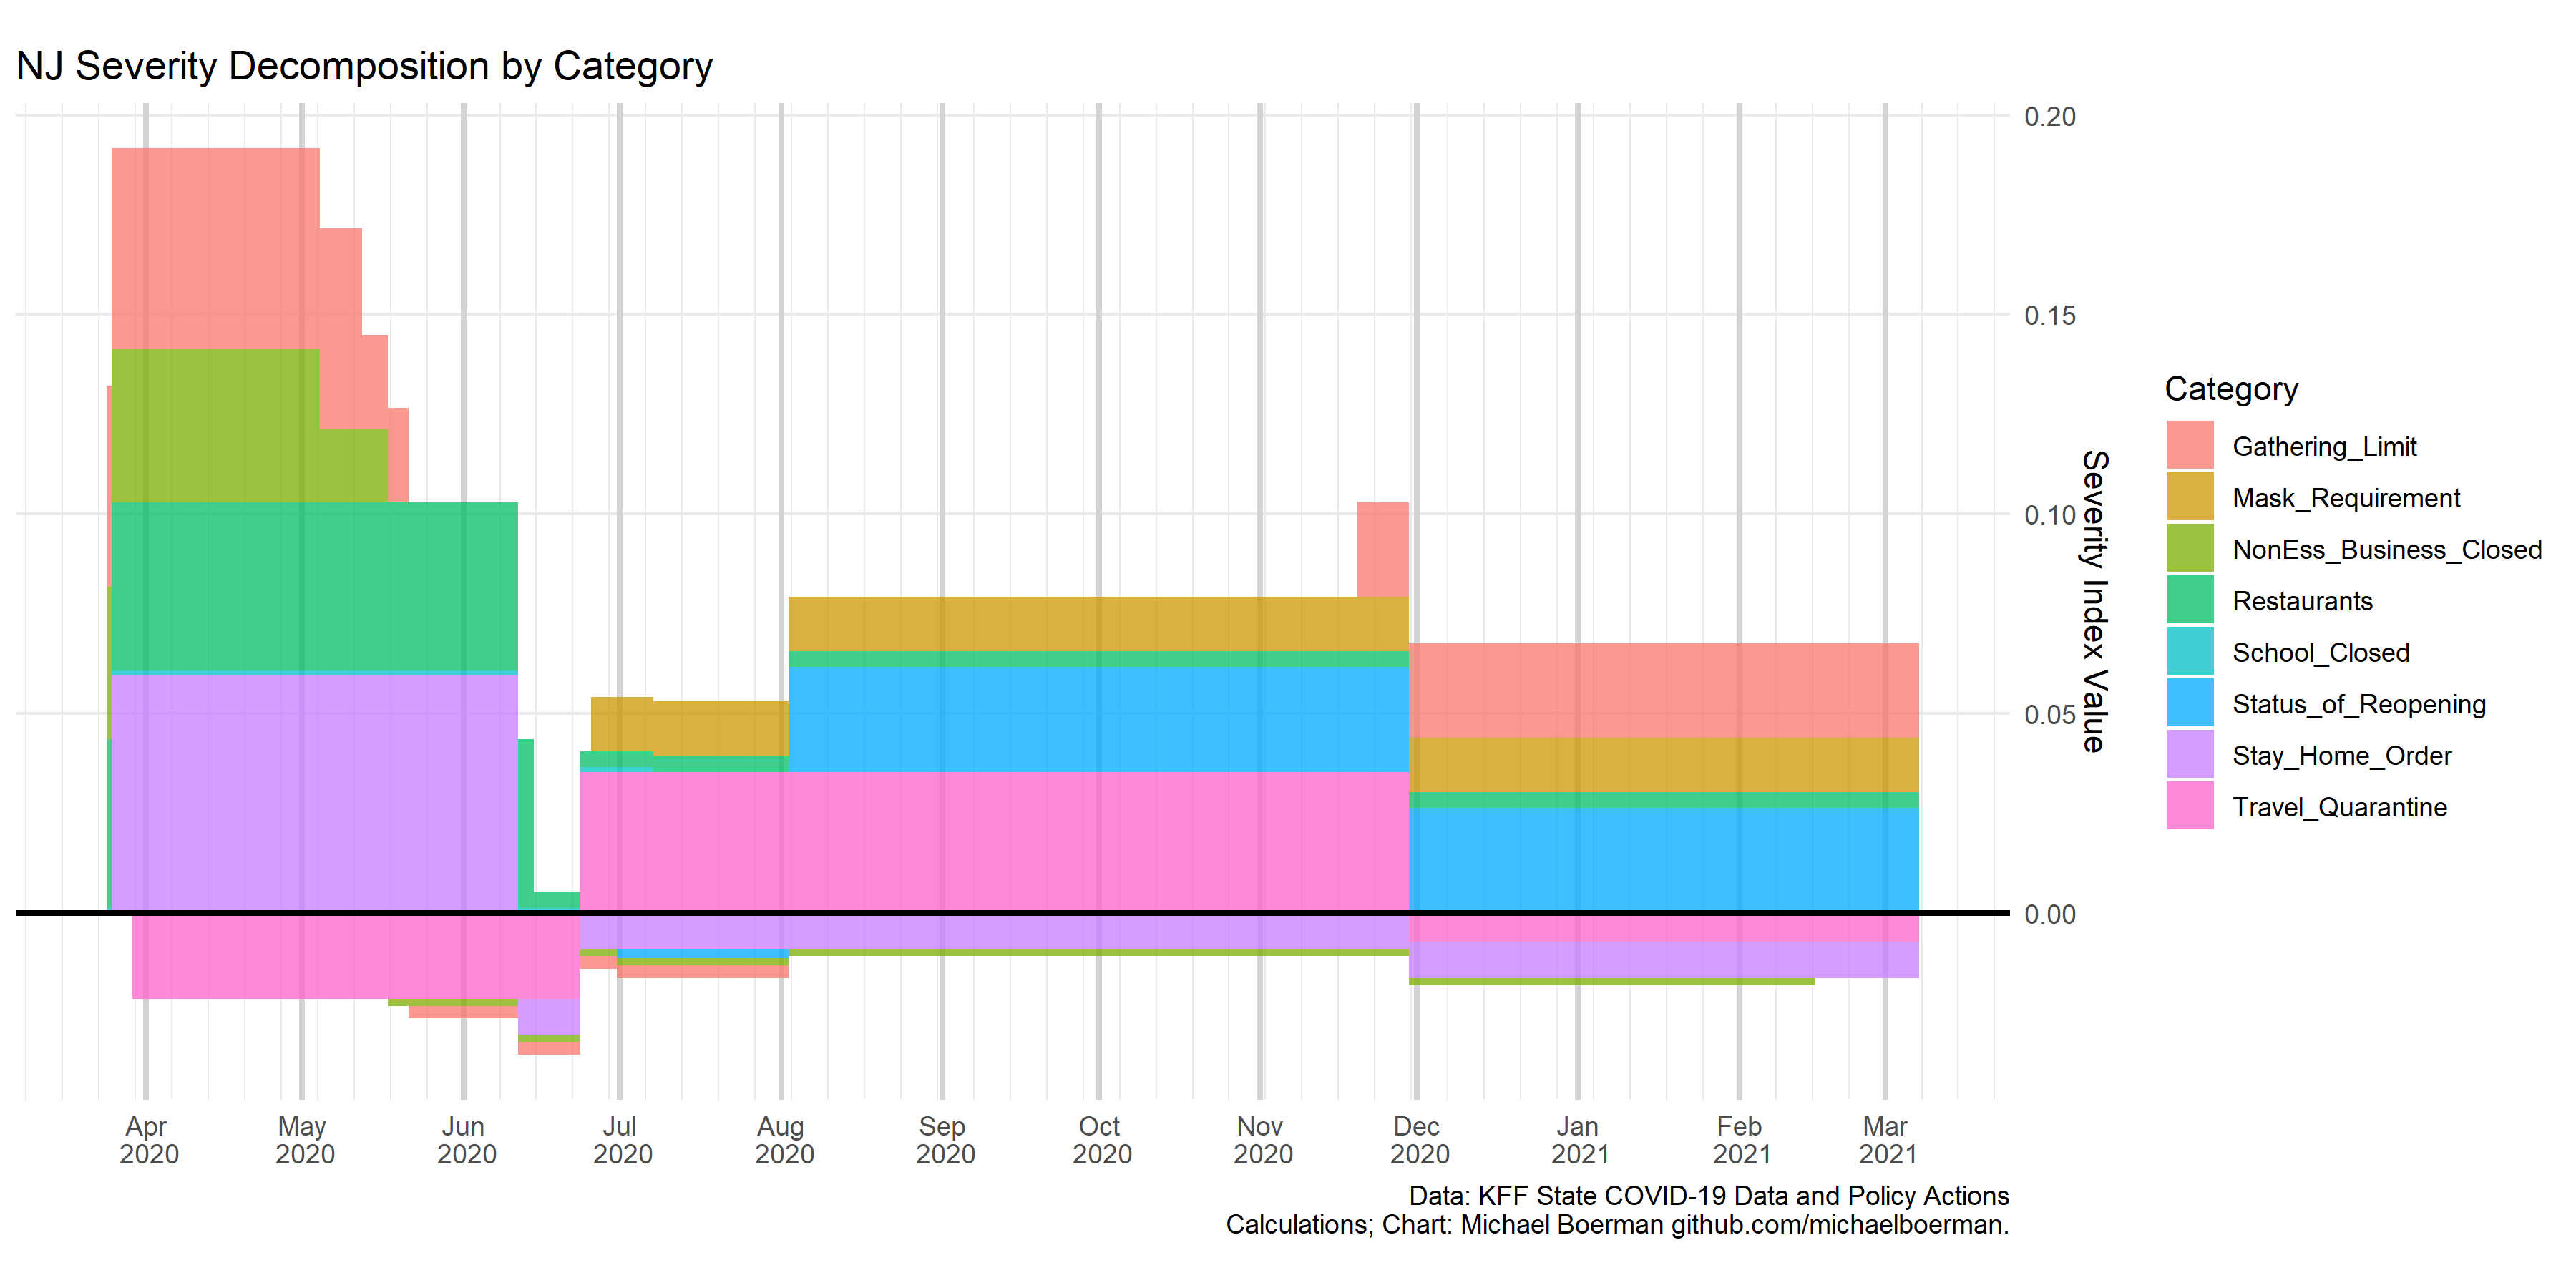 NJ Severity Decomposition by Category
0.20
0.15
0.10
0.05
0.00
Severity Index Value
Category
Gathering_Limit
Mask_Requirement
NonEss_Business_Closed
Restaurants
School_Closed
Status_of_Reopening
Stay_Home_Order
Travel_Quarantine
Apr May Jun Jul Aug Sep Oct Nov Dec Jan Feb Mar
2020 2020 2020 2020 2020 2020 2020 2020 2020 2021 2021 2021
Data: KFF State COVID-19 Data and Policy Actions
Calculations; Chart: Michael Boerman github.com/michaelboerman.